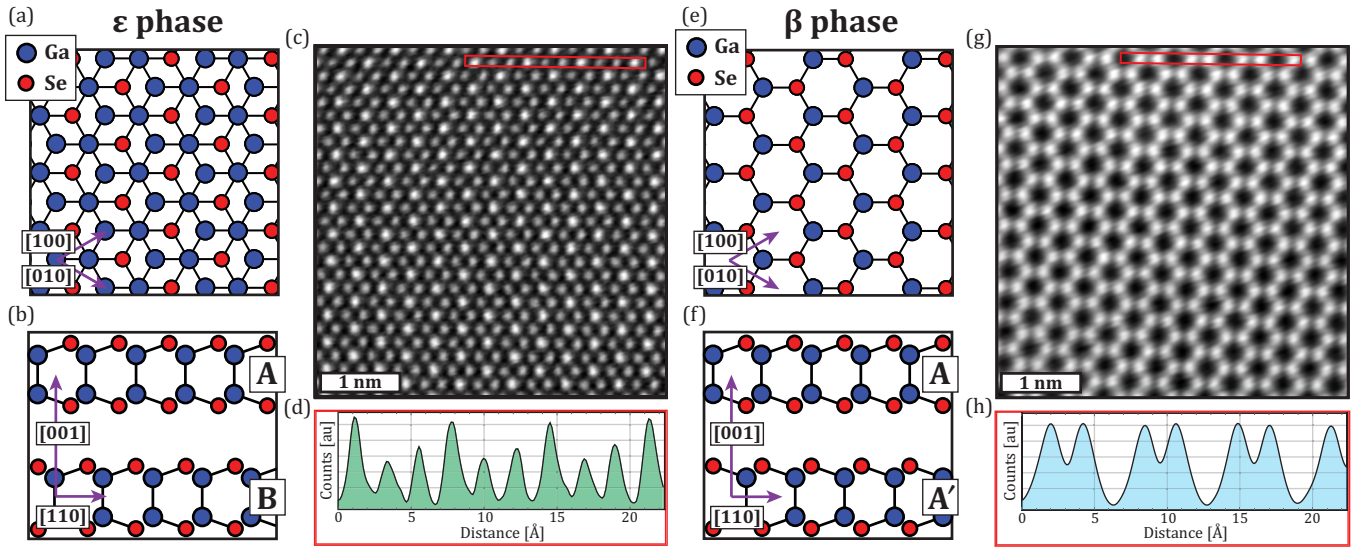 (a)
ε phase
Ga
Se
[100]
[010]
(b)
A
[001]
B
[110]
(c)
1 nm
(d)
Counts [au]
0
5
10
15
20
Distance [Å]
(e)
β phase
Ga
Se
[100]
[010]
(f)
A
[001]
A′
[110]
(g)
1 nm
(h)
Counts [au]
0
5
10
15
20
Distance [Å]